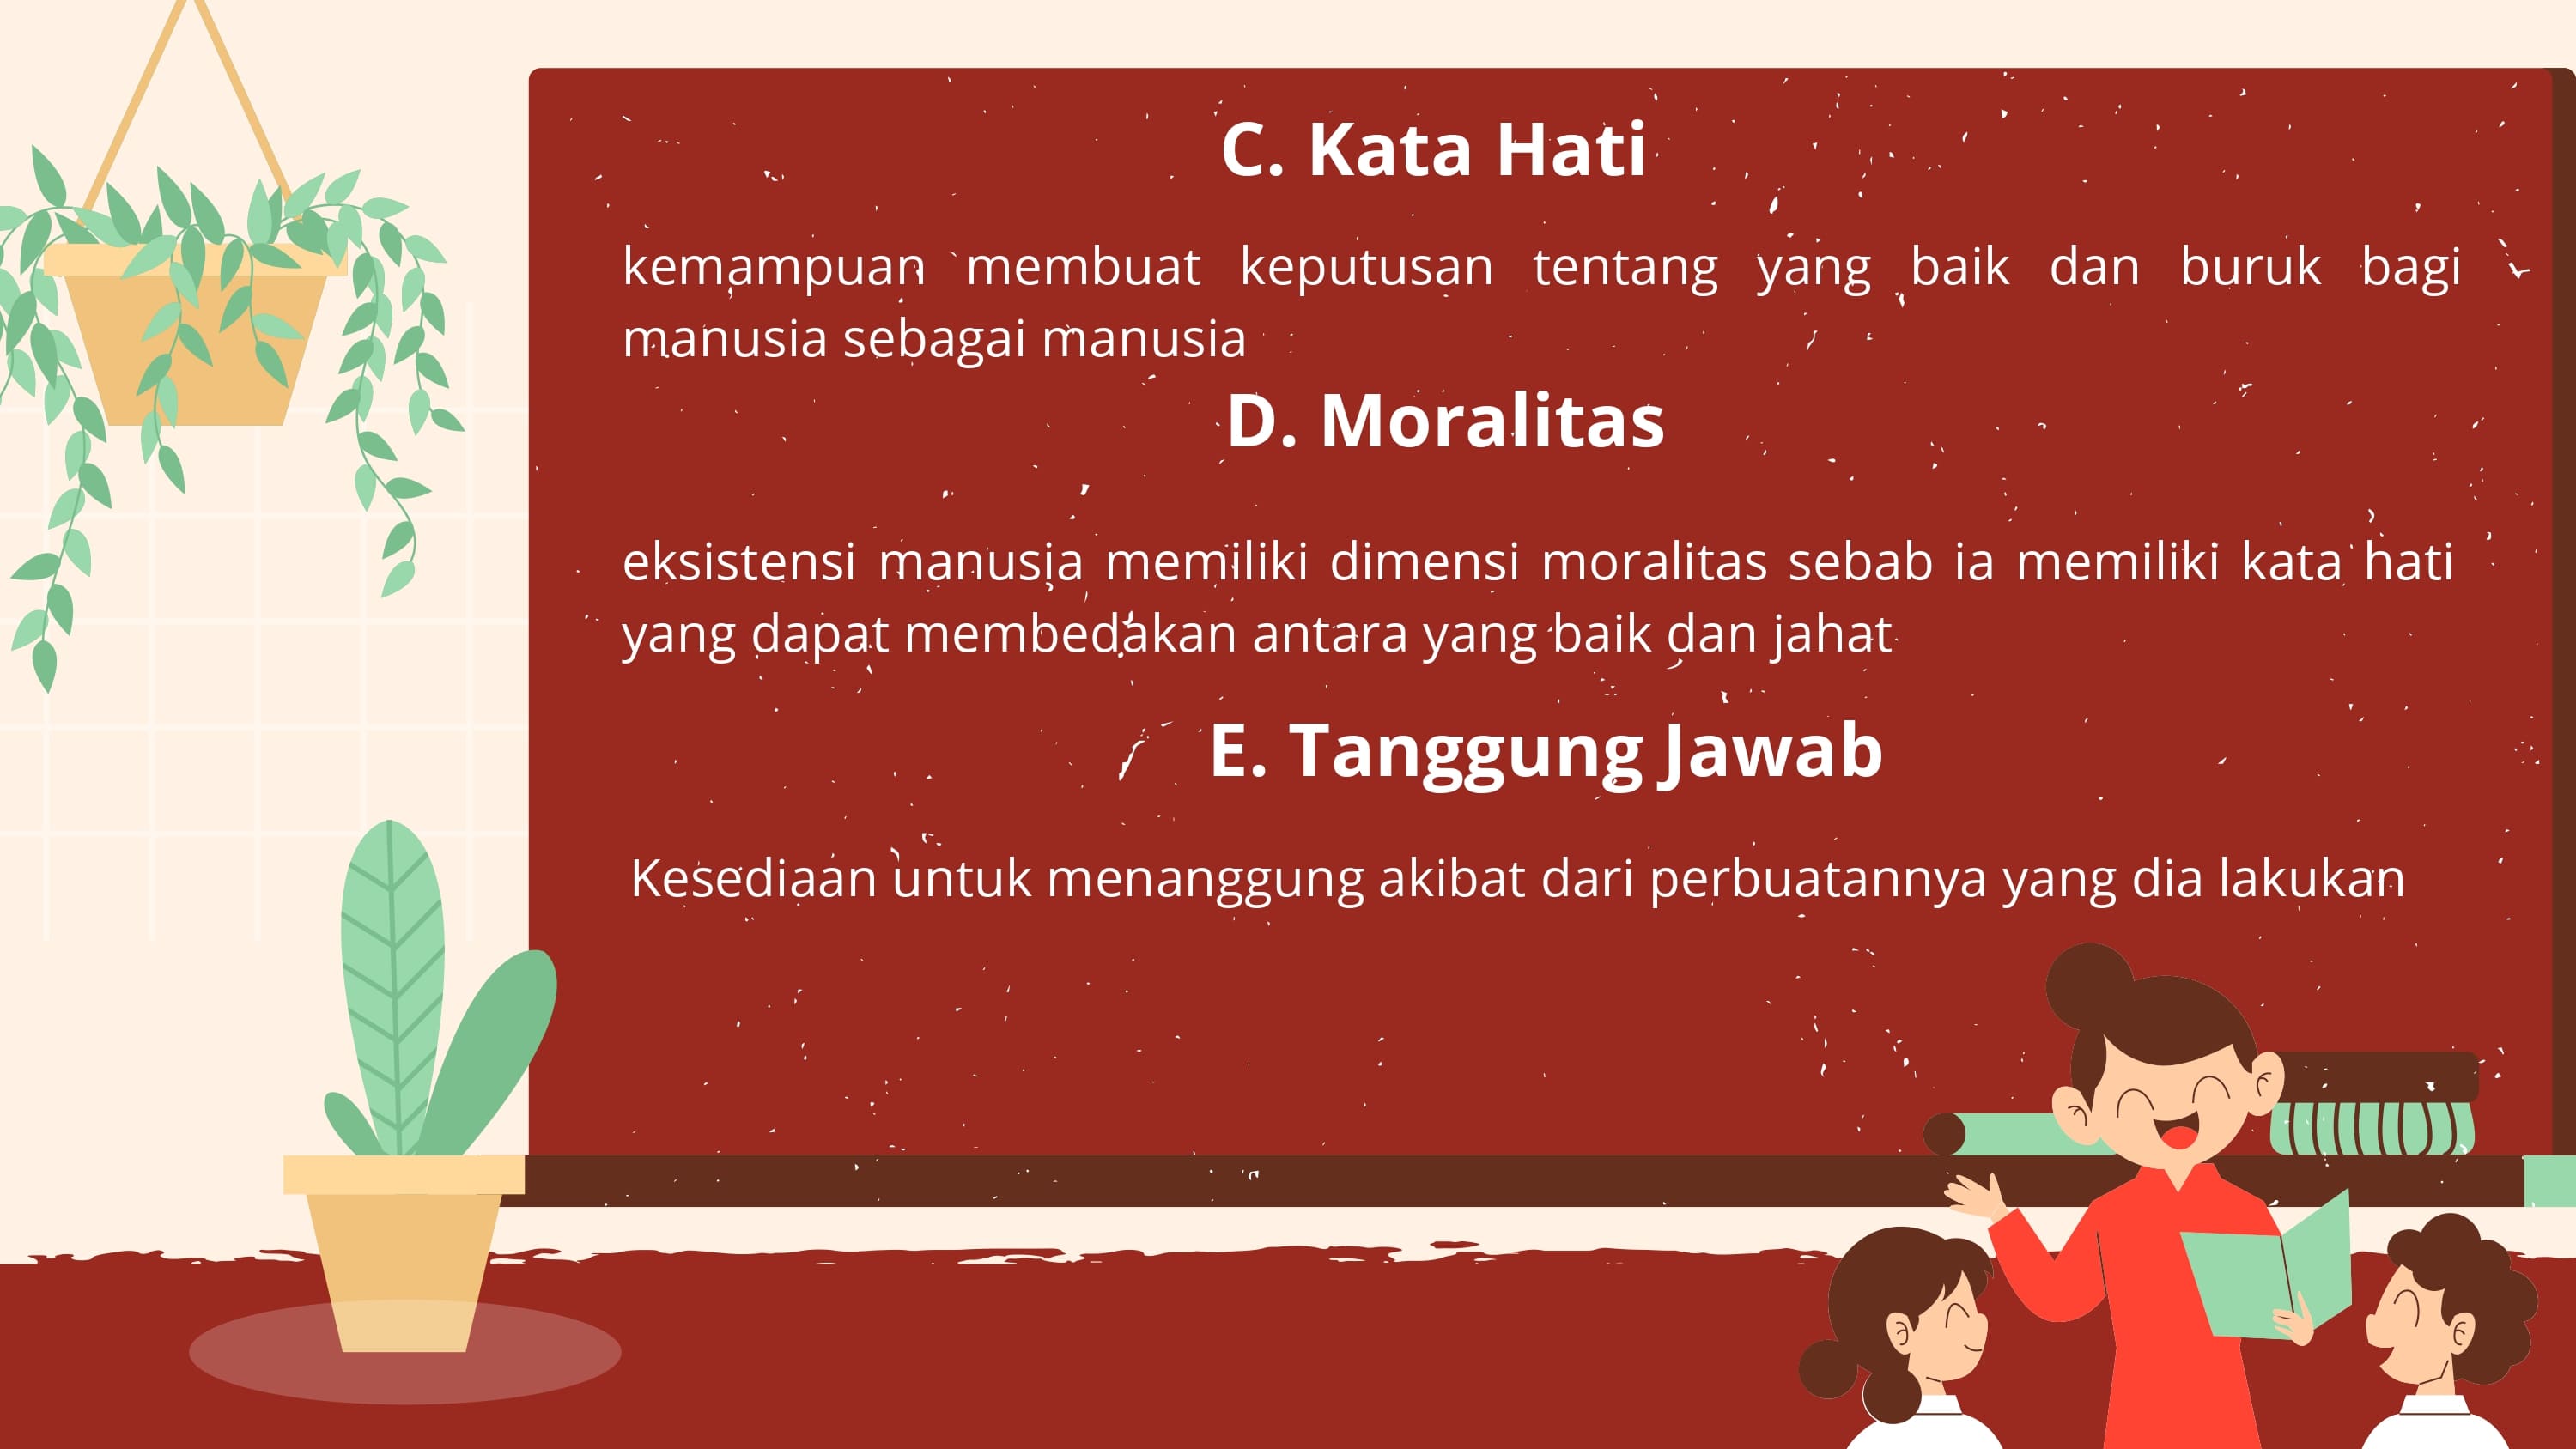 C. Kata Hati
kemampuan membuat keputusan tentang yang baik dan buruk bagi
manusia sebagai manusia
D. Moralitas
eksistensi manusia memiliki dimensi moralitas sebab ia memiliki kata hati
yang dapat membedakan antara yang baik dan jahat
E. Tanggung Jawab
Kesediaan untuk menanggung akibat dari perbuatannya yang dia lakukan